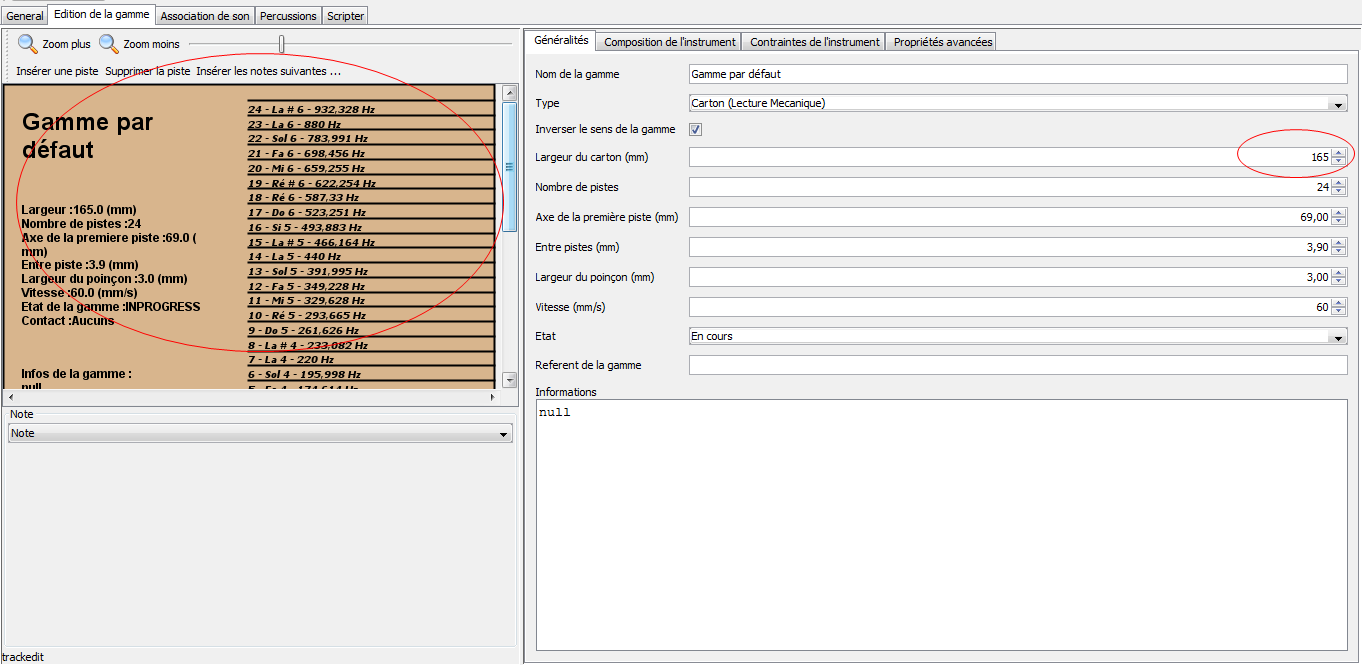 General Edition de la gamme Association de son Percussions Scripter
Zoom plus Zoom moins
Insérer une piste Supprimer la piste Insérer les notes suivantes ...
Gamme par
défaut
Largeur :165.0 (mm)
Nombre de pistes :24
Axe de la premiere piste :69.0 (
mm)
Entre piste :3.9 (mm)
Largeur du poinçon :3.0 (mm)
Vitesse :60.0 (mm/s)
Etat de la gamme :INPROGRESS
Contact :Aucuns
Infos de la gamme :
null
24 - La # 6 - 932,328 Hz
23 - La 6 - 880 Hz
22 - Sol 6 - 783,991 Hz
21 - Fa 6 - 698,456 Hz
20 - Mi 6 - 659,255 Hz
19 - Ré # 6 - 622,254 Hz
18 - Ré 6 - 587,33 Hz
17 - Do 6 - 523,251 Hz
16 - Si 5 - 493,883 Hz
15 - La # 5 - 466,164 Hz
14 - La 5 - 440 Hz
13 - Sol 5 - 391,995 Hz
12 - Fa 5 - 349,228 Hz
11 - Mi 5 - 329,628 Hz
10 - Ré 5 - 293,665 Hz
9 - Do 5 - 261,626 Hz
8 - La # 4 - 233,082 Hz
7 - La 4 - 220 Hz
6 - Sol 4 - 195,998 Hz
5 - Fa 4 - 174,614 Hz
Note
Note
trackedit
Généralités Composition de l'instrument Contraintes de l'instrument Propriétés avancées
Nom de la gamme Gamme par défaut
Type Carton (Lecture Mecanique)
Inverser le sens de la gamme
Largeur du carton (mm) 165
Nombre de pistes 24
Axe de la première piste (mm) 69,00
Entre pistes (mm) 3,90
Largeur du poinçon (mm) 3,00
Vitesse (mm/s) 60
Etat En cours
Referent de la gamme
Informations
null